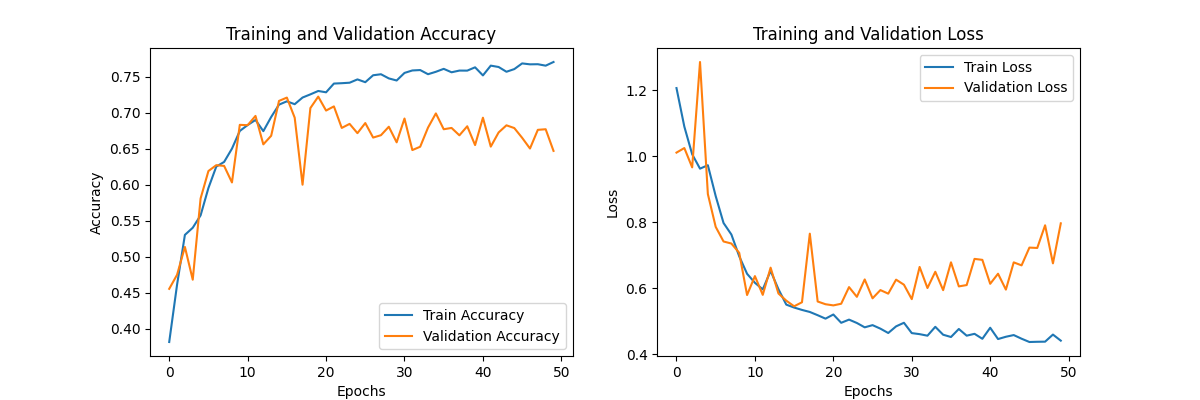 Training and Validation Accuracy
Accuracy
0.75
0.70
0.65
0.60
0.55
0.50
0.45
0.40
Train Accuracy
Validation Accuracy
0 10 20 30 40 50
Epochs
Training and Validation Loss
Loss
1.2
1.0
0.8
0.6
0.4
Train Loss
Validation Loss
0 10 20 30 40 50
Epochs